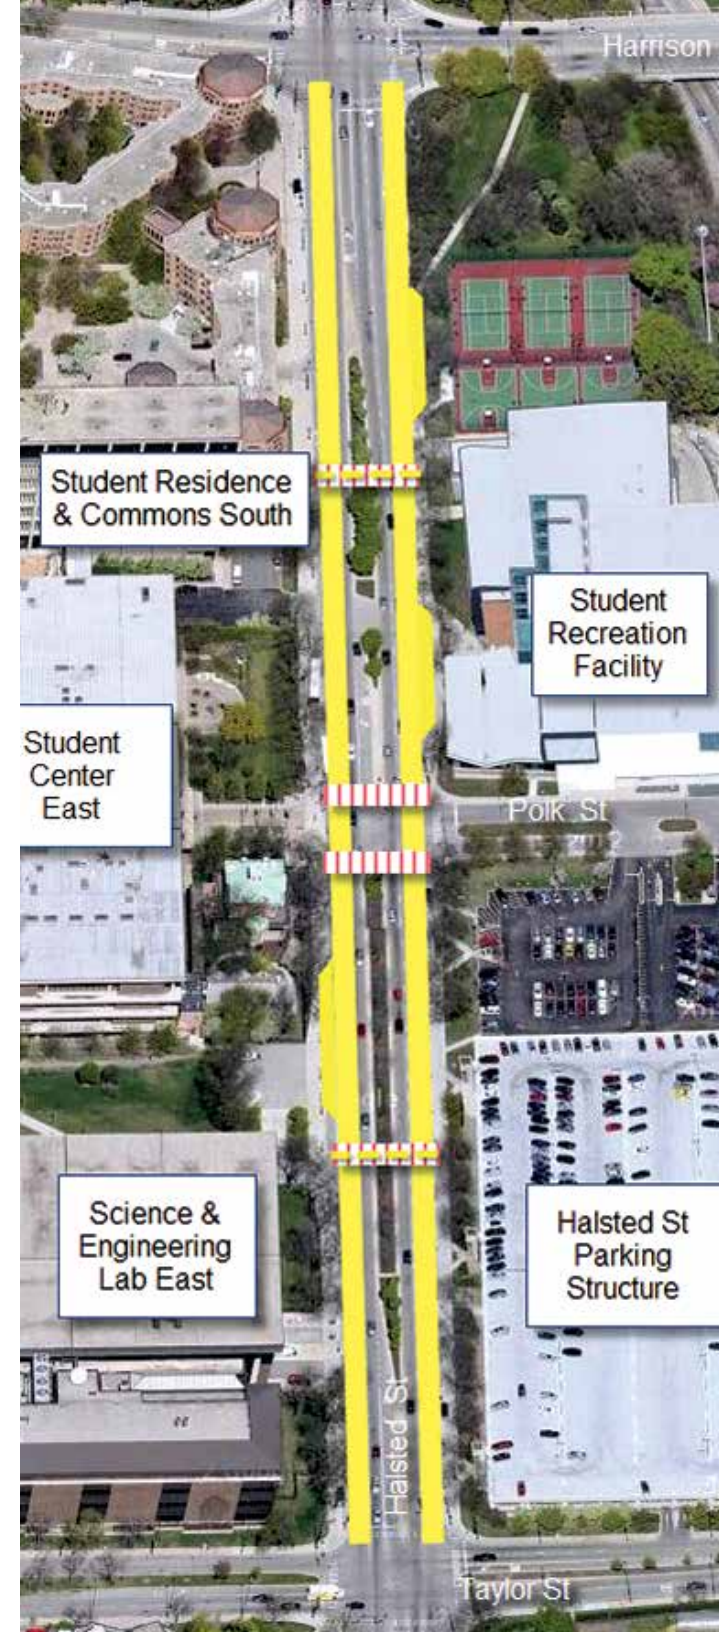 Harrison
Student Residence
& Commons South
Student
Recreation
Facility
Student
Center
East
Polk St
Science &
Engineering
Lab East
Halsted St
Parking
Structure
Halsted St
Taylor St